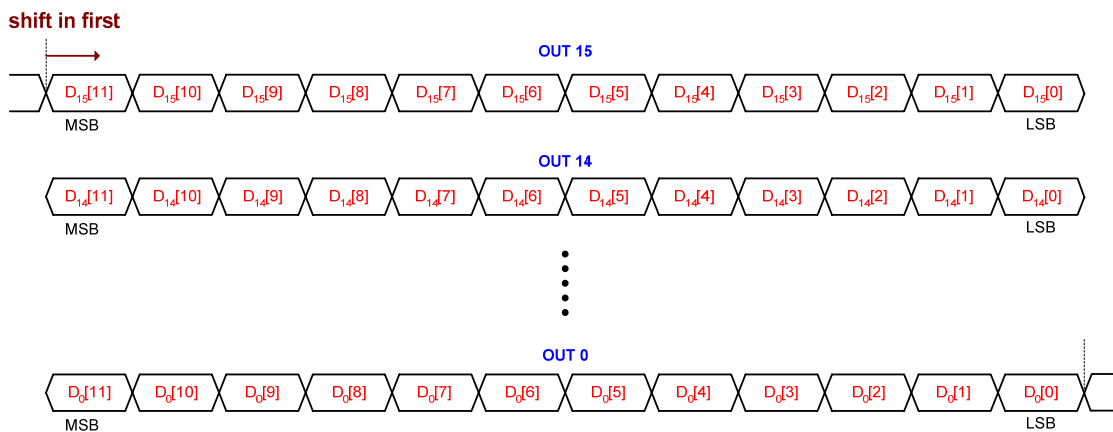 shift in first
OUT 15
D15[11] D15[10] D15[9] D15[8] D15[7] D15[6] D15[5] D15[4] D15[3] D15[2] D15[1] D15[0]
MSB LSB
OUT 14
D14[11] D14[10] D14[9] D14[8] D14[7] D14[6] D14[5] D14[4] D14[3] D14[2] D14[1] D14[0]
MSB LSB
OUT 0
D0[11] D0[10] D0[9] D0[8] D0[7] D0[6] D0[5] D0[4] D0[3] D0[2] D0[1] D0[0]
MSB LSB